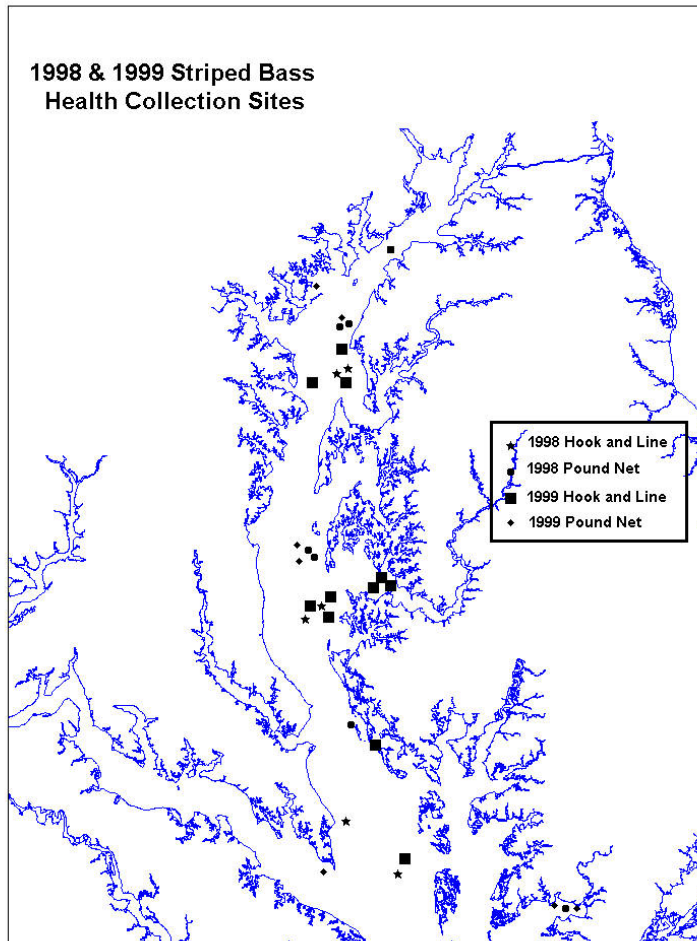 1998 & 1999 Striped Bass
Health Collection Sites
1998 Hook and Line
1998 Pound Net
1999 Hook and Line
1999 Pound Net